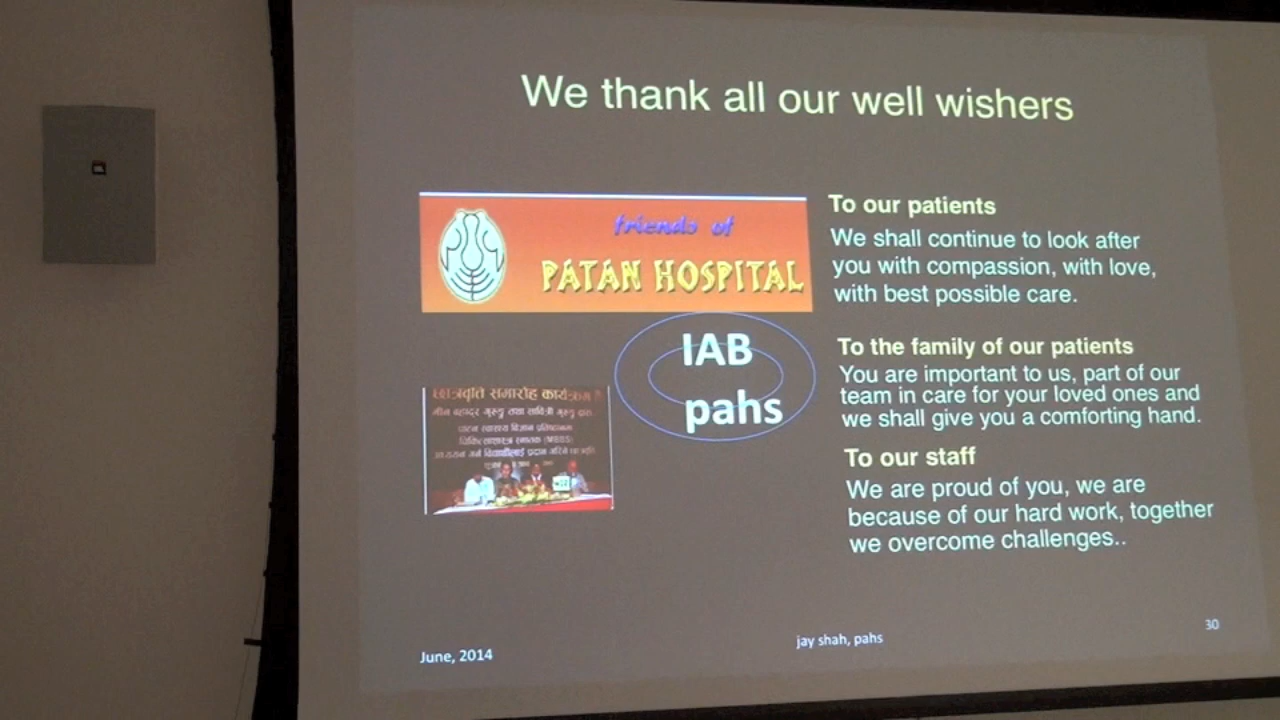 We thank all our well wishers
friends of
PATAN HOSPITAL
IAB
pahs
छात्रवृत्ति समारोह कार्यक्रम
To our patients
We shall continue to look after
you with compassion, with love,
with best possible care.
To the family of our patients
You are important to us, part of our
team in care for your loved ones and
we shall give you a comforting hand.
To our staff
We are proud of you, we are
because of our hard work, together
we overcome challenges..
June, 2014
jay shah, pahs
30